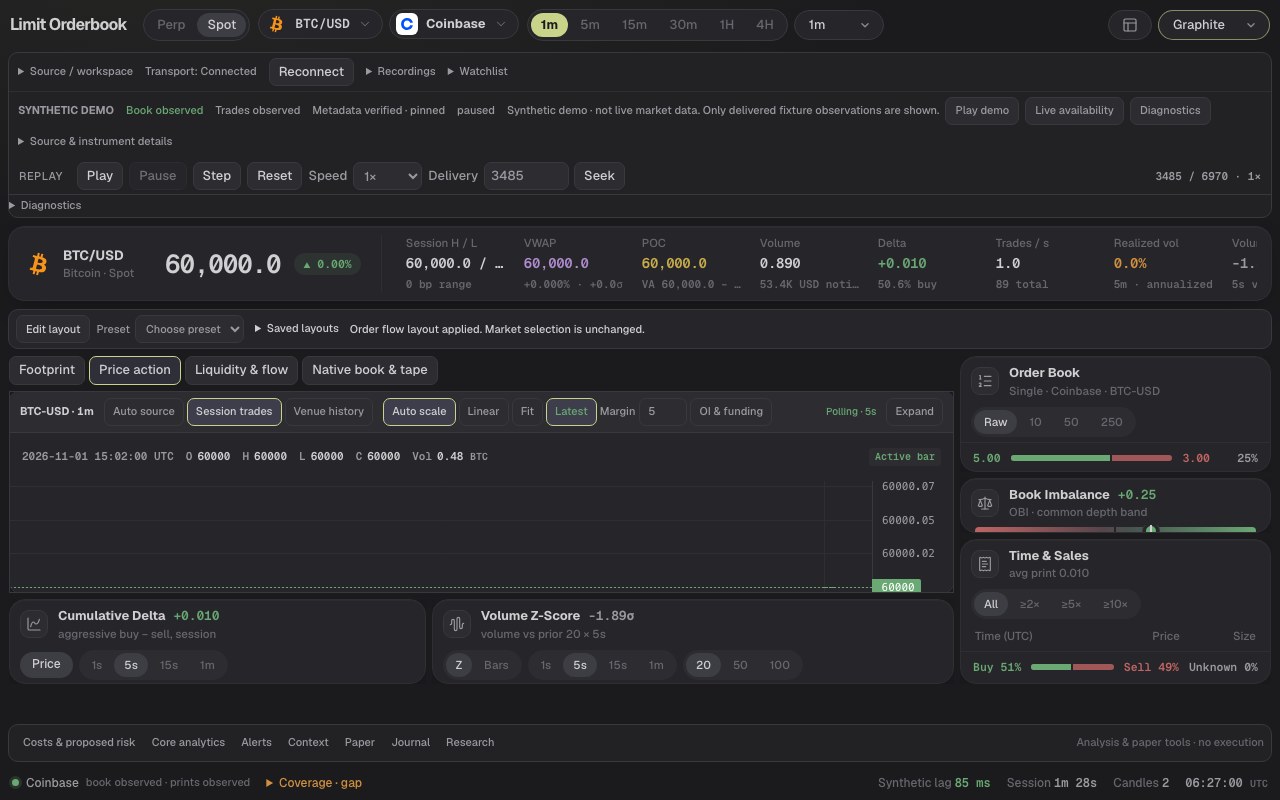 Limit Orderbook Perp Spot BTC/USD Coinbase 1m 5m 15m 30m 1H 4H 1m Graphite
Source / workspace Transport: Connected Reconnect Recordings Watchlist
SYNTHETIC DEMO Book observed Trades observed Metadata verified · pinned paused Synthetic demo · not live market data. Only delivered fixture observations are shown. Play demo Live availability Diagnostics
Source & instrument details
REPLAY Play Pause Step Reset Speed 1× Delivery 3485 Seek 3485 / 6970 · 1×
Diagnostics
BTC/USD
Bitcoin · Spot
60,000.0 ▲ 0.00%
Session H / L VWAP POC Volume Delta Trades / s Realized vol Volu
60,000.0 / … 60,000.0 60,000.0 0.890 +0.010 1.0 0.0% -1.
0 bp range +0.000% · +0.0σ VA 60,000.0 – … 53.4K USD noti… 50.6% buy 89 total 5m · annualized 5s v
Edit layout Preset Choose preset Saved layouts Order flow layout applied. Market selection is unchanged.
Footprint Price action Liquidity & flow Native book & tape
BTC-USD · 1m Auto source Session trades Venue history Auto scale Linear Fit Latest Margin 5 OI & funding Polling · 5s Expand
2026-11-01 15:02:00 UTC O 60000 H 60000 L 60000 C 60000 Vol 0.48 BTC Active bar
60000.07
60000.05
60000.02
60000
Order Book
Single · Coinbase · BTC-USD
Raw 10 50 250
5.00 3.00 25%
Book Imbalance +0.25
OBI · common depth band
Time & Sales
avg print 0.010
All ≥2× ≥5× ≥10×
Time (UTC) Price Size
Buy 51% Sell 49% Unknown 0%
Cumulative Delta +0.010
aggressive buy − sell, session
Price 1s 5s 15s 1m
Volume Z-Score -1.89σ
volume vs prior 20 × 5s
Z Bars 1s 5s 15s 1m 20 50 100
Costs & proposed risk Core analytics Alerts Context Paper Journal Research Analysis & paper tools · no execution
Coinbase book observed · prints observed Coverage · gap Synthetic lag 85 ms Session 1m 28s Candles 2 06:27:00 UTC